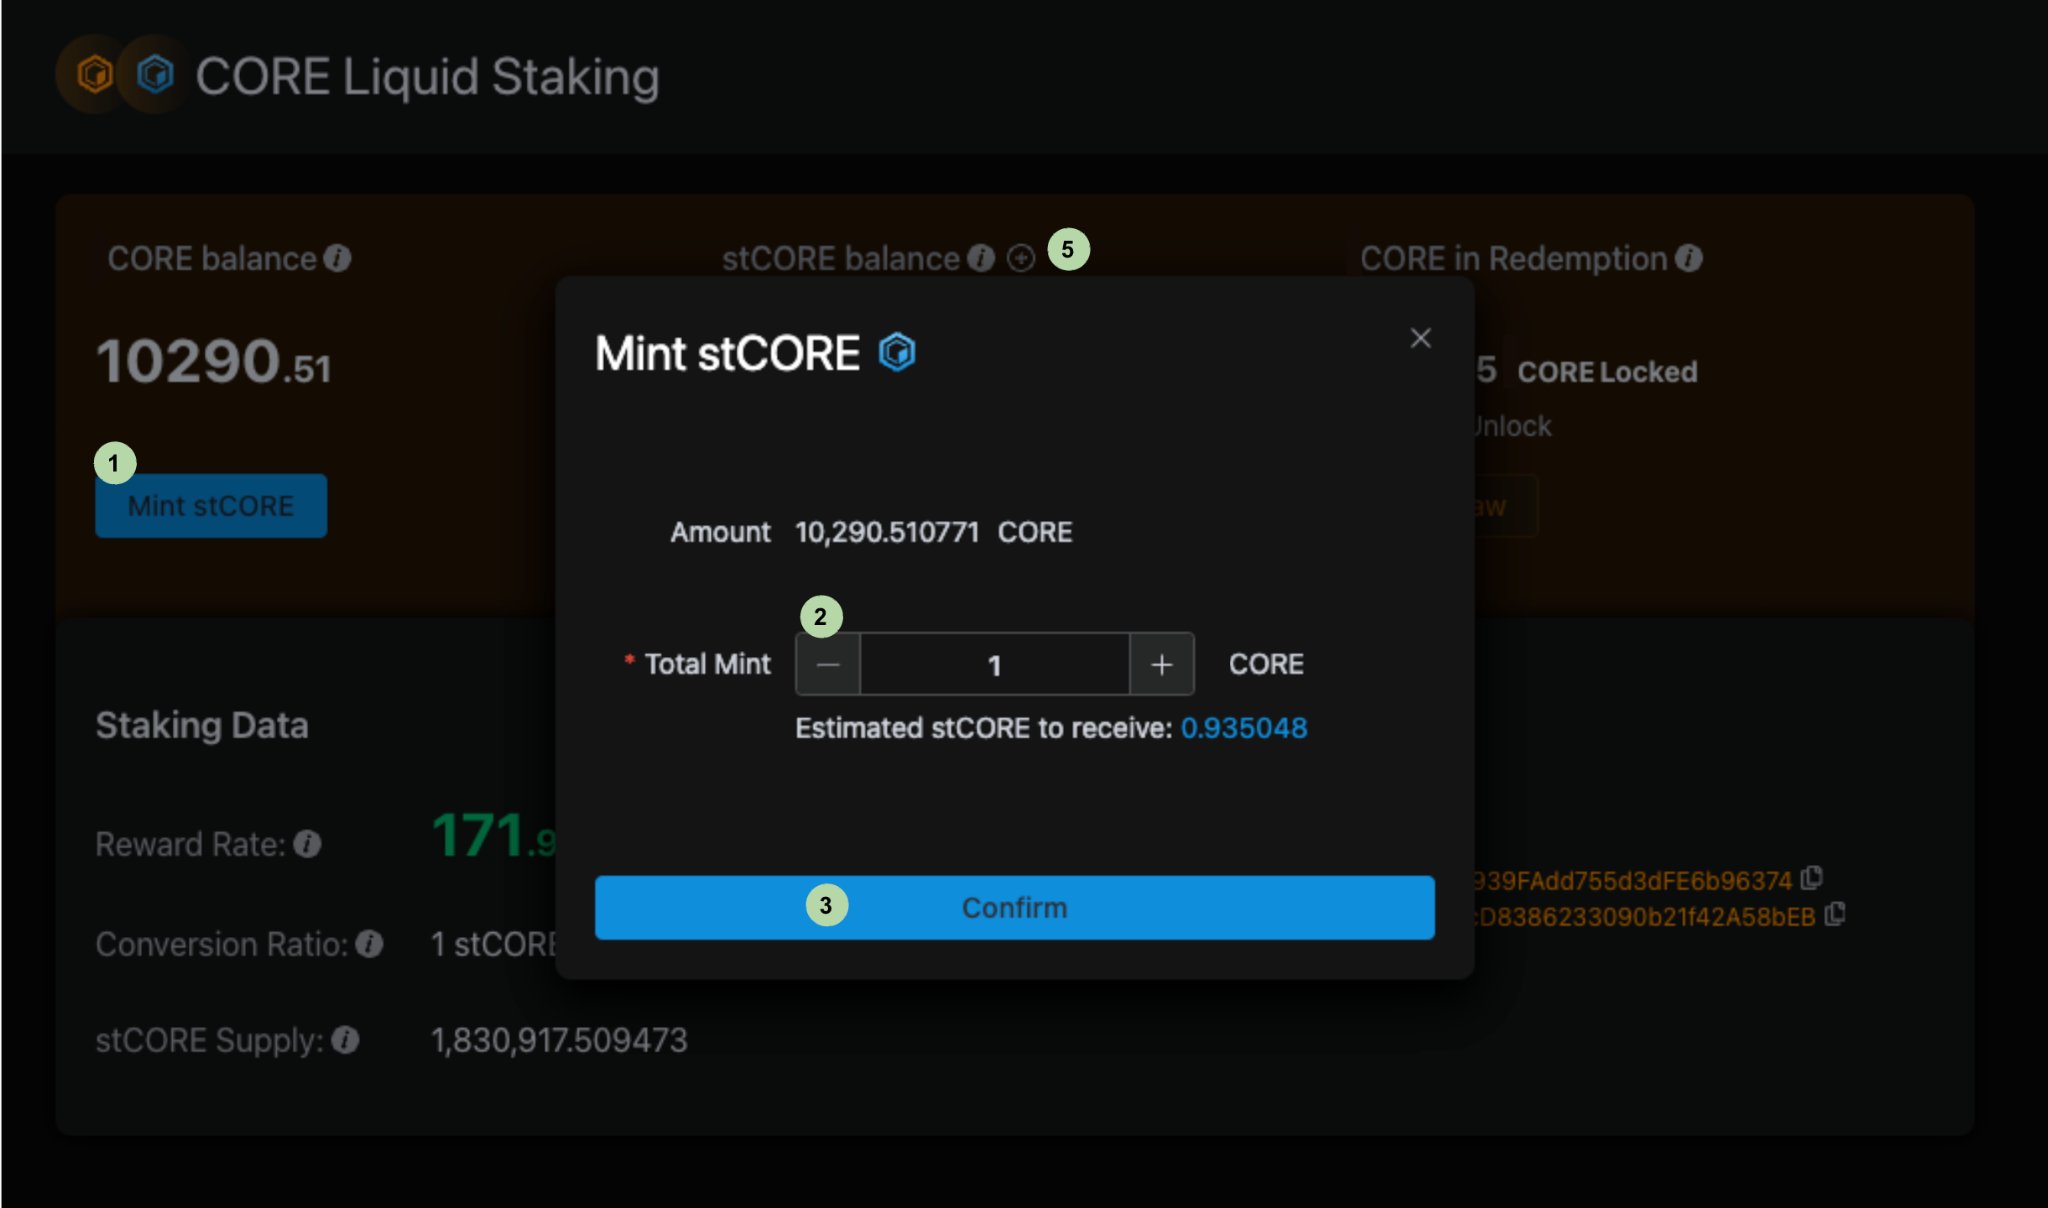 CORE Liquid Staking
CORE balance
stCORE balance 5
CORE in Redemption
10290.51
Mint stCORE
5 CORE Locked
Unlock
1
Mint stCORE
Amount 10,290.510771 CORE
2
* Total Mint 1 CORE
Estimated stCORE to receive: 0.935048
Staking Data
Reward Rate: 171.9
939FAdd755d3dFE6b96374
3 Confirm
D8386233090b21f42A58bEB
Conversion Ratio: 1 stCORE
stCORE Supply: 1,830,917.509473